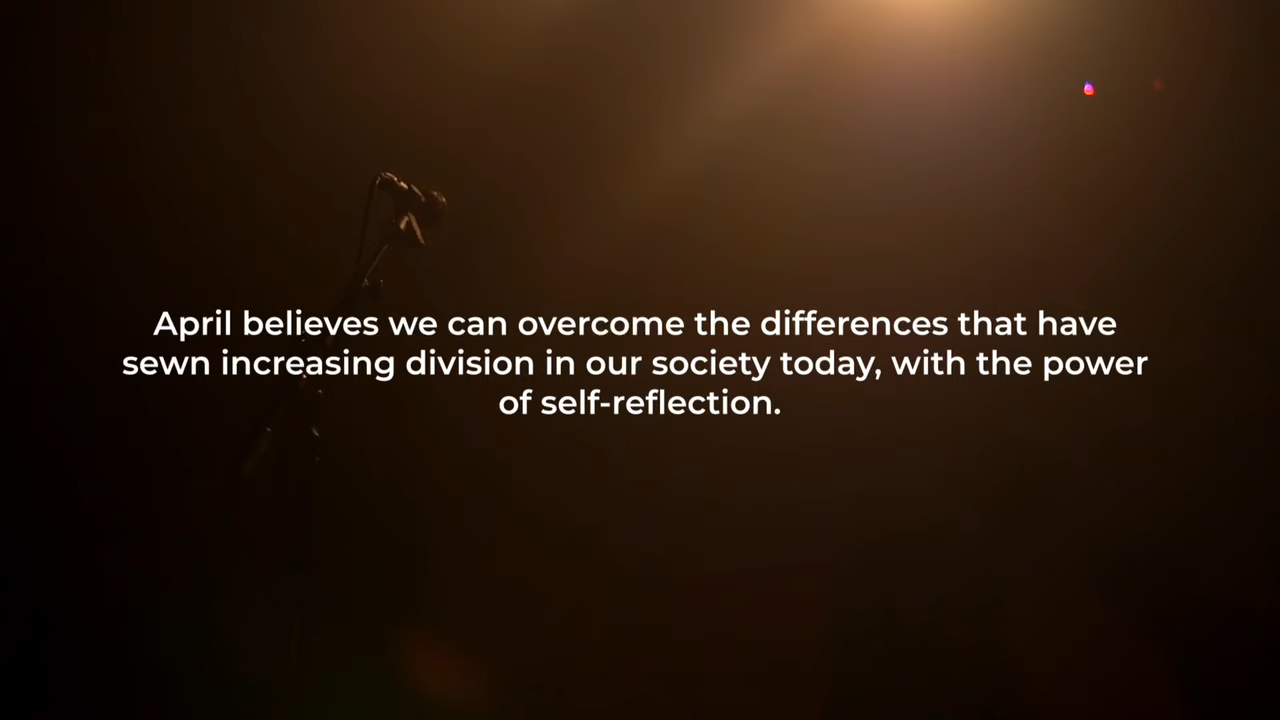 April believes we can overcome the differences that have
sewn increasing division in our society today, with the power
of self-reflection.